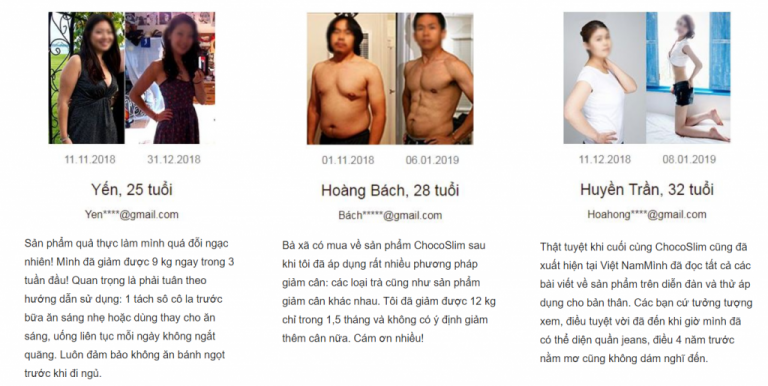 11.11.2018 31.12.2018
Yến, 25 tuổi
Yen****@gmail.com
Sản phẩm quả thực làm mình quá đỗi ngạc
nhiên! Mình đã giảm được 9 kg ngay trong 3
tuần đầu! Quan trọng là phải tuân theo
hướng dẫn sử dụng: 1 tách sô cô la trước
bữa ăn sáng nhẹ hoặc dùng thay cho ăn
sáng, uống liên tục mỗi ngày không ngắt
quãng. Luôn đảm bảo không ăn bánh ngọt
trước khi đi ngủ.
01.11.2018 06.01.2019
Hoàng Bách, 28 tuổi
Bách*****@gmail.com
Bà xã có mua về sản phẩm ChocoSlim sau
khi tôi đã áp dụng rất nhiều phương pháp
giảm cân: các loại trà cũng như sản phẩm
giảm cân khác nhau. Tôi đã giảm được 12 kg
chỉ trong 1,5 tháng và không có ý định giảm
thêm cân nữa. Cám ơn nhiều!
11.12.2018 08.01.2019
Huyền Trần, 32 tuổi
Hoahong****@gmail.com
Thật tuyệt khi cuối cùng ChocoSlim cũng đã
xuất hiện tại Việt NamMình đã đọc tất cả các
bài viết về sản phẩm trên diễn đán và thử áp
dụng cho bản thân. Các bạn cứ tưởng tượng
xem, điều tuyệt vời đã đến khi giờ mình đã
có thể diện quần jeans, điều 4 năm trước
nằm mơ cũng không dám nghĩ đến.